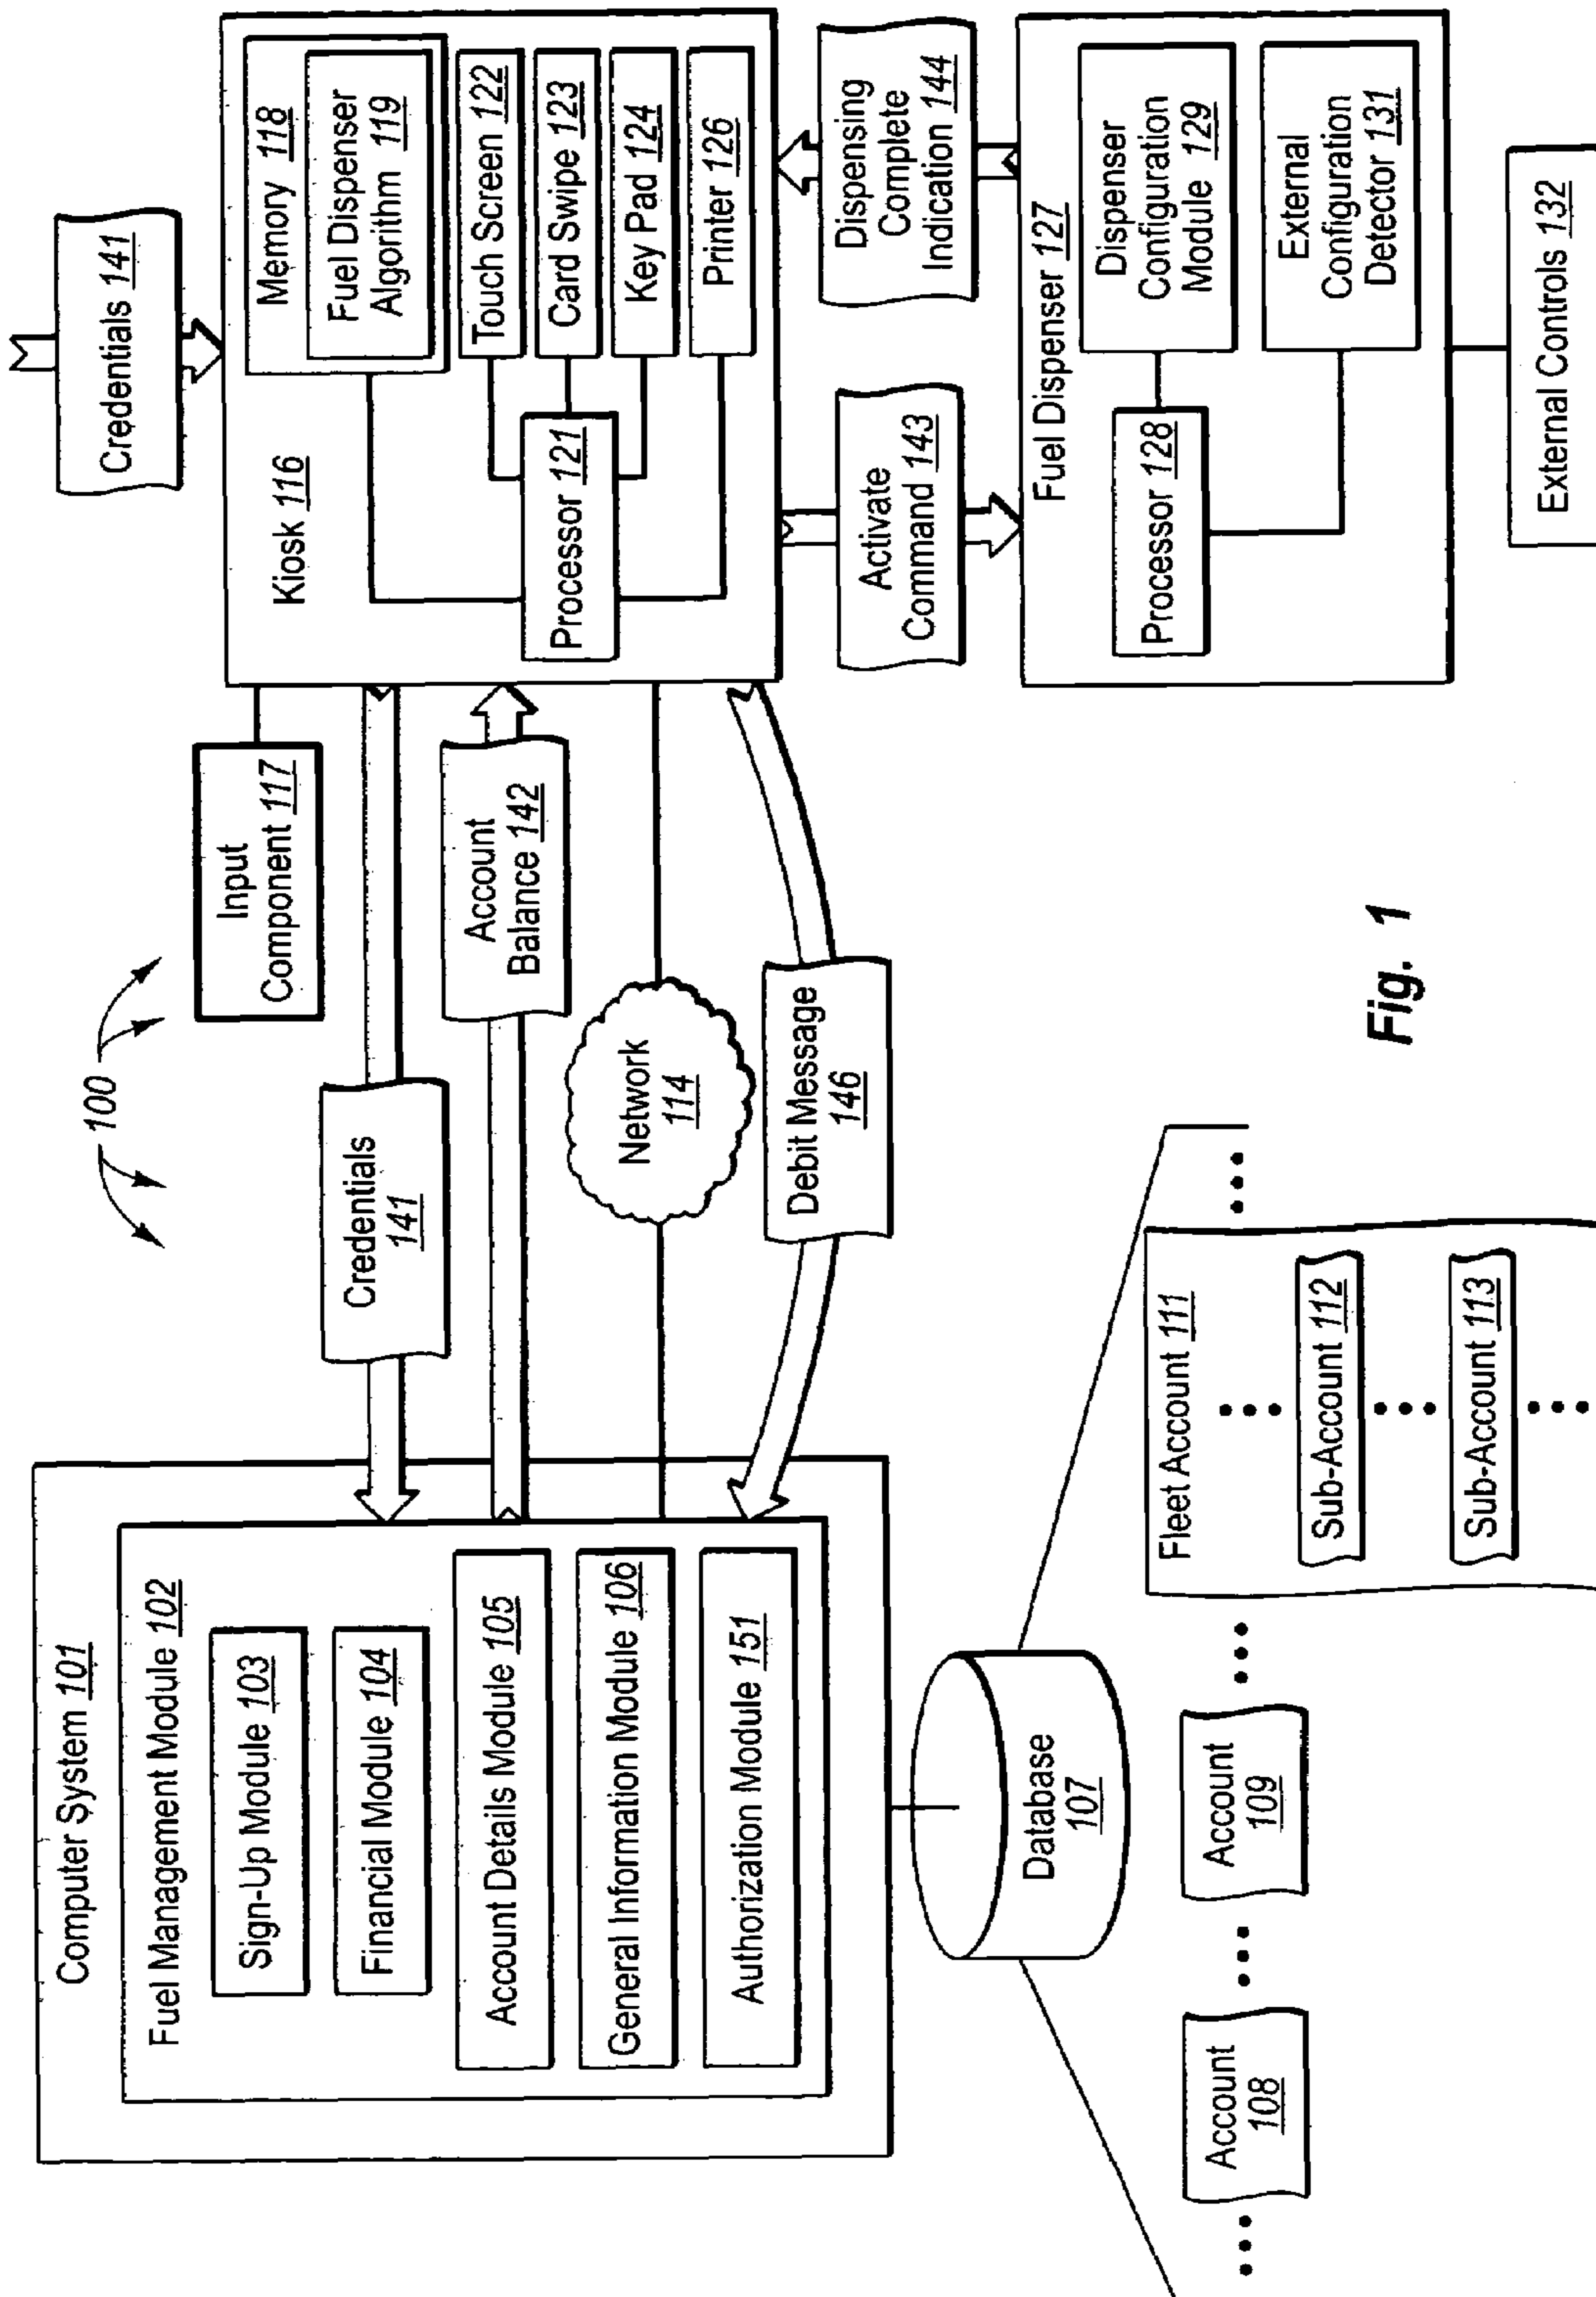 100
Computer System 101
Fuel Management Module 102
Sign-Up Module 103
Financial Module 104
Account Details Module 105
General Information Module 106
Authorization Module 151
Database
107
Account
108
Account
109
Fleet Account 111
Sub-Account 112
Sub-Account 113
Credentials
141
Account
Balance 142
Network
114
Debit Message
146
Input
Component 117
Credentials 141
Kiosk 116
Memory 118
Fuel Dispenser
Algorithm 119
Processor 121
Touch Screen 122
Card Swipe 123
Key Pad 124
Printer 126
Activate
Command 143
Dispensing
Complete
Indication 144
Fuel Dispenser 127
Processor 128
Dispenser
Configuration
Module 129
External
Configuration
Detector 131
External Controls 132
Fig. 1